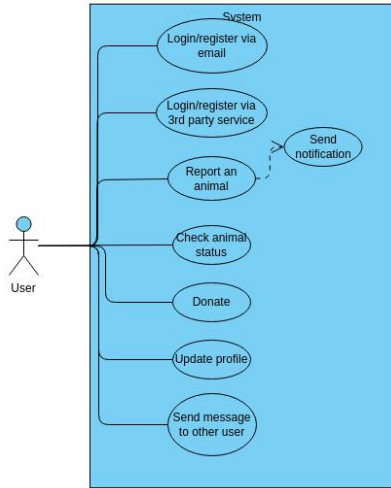 System
Login/register via
email
Login/register via
3rd party service
Send
notification
Report an
animal
Check animal
status
User
Donate
Update profile
Send message
to other user